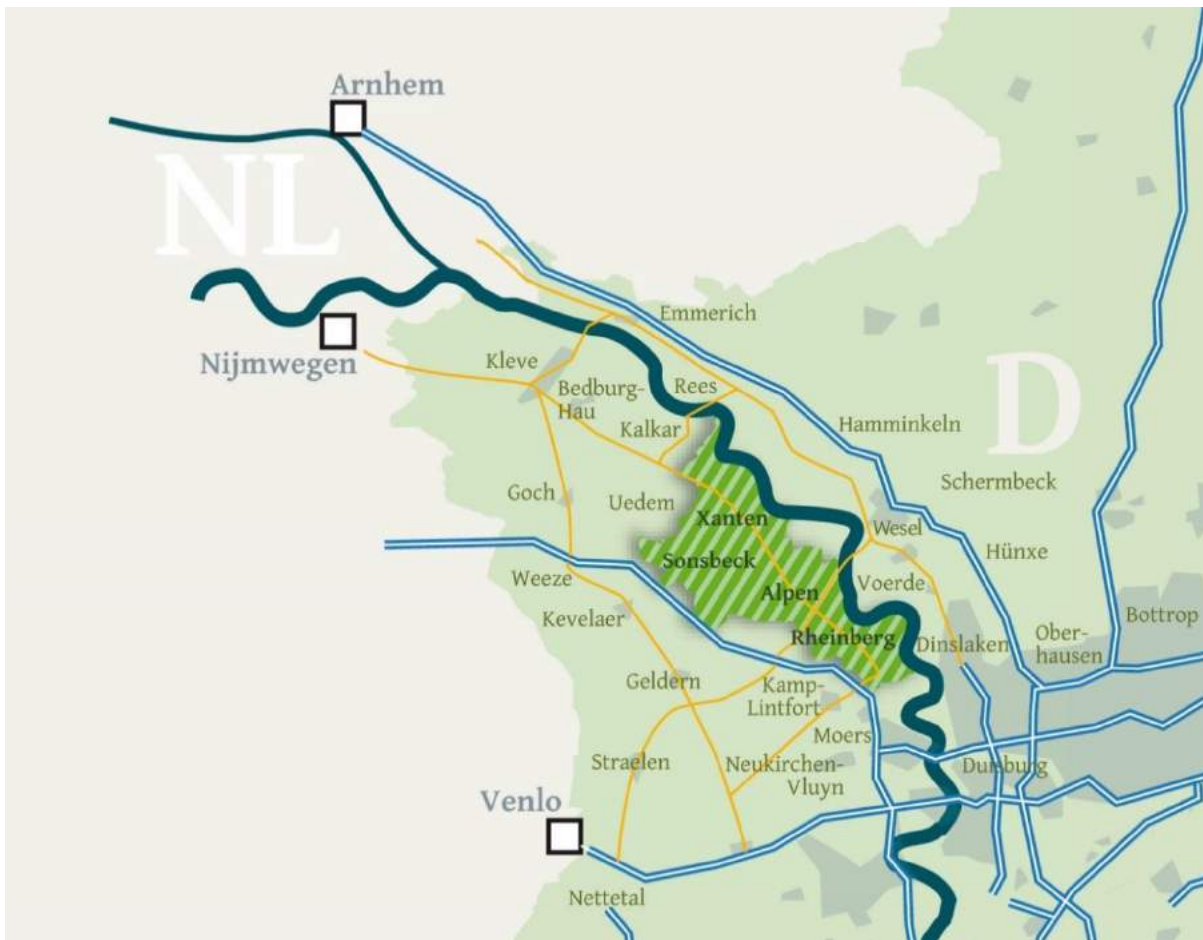 Arnhem
NL
Nijmwegen
Emmerich
Kleve
Bedburg-
Hau
Rees
Kalkar
Hamminkeln
D
Schermbeck
Goch
Uedem
Xanten
Wesel
Hünxe
Sonsbeck
Weeze
Alpen
Voerde
Kevelaer
Bottrop
Rheinberg
Dinslaken
Ober-
hausen
Geldern
Kamp-
Lintfort
Moers
Straelen
Neukirchen-
Vluyn
Duisburg
Venlo
Nettetal